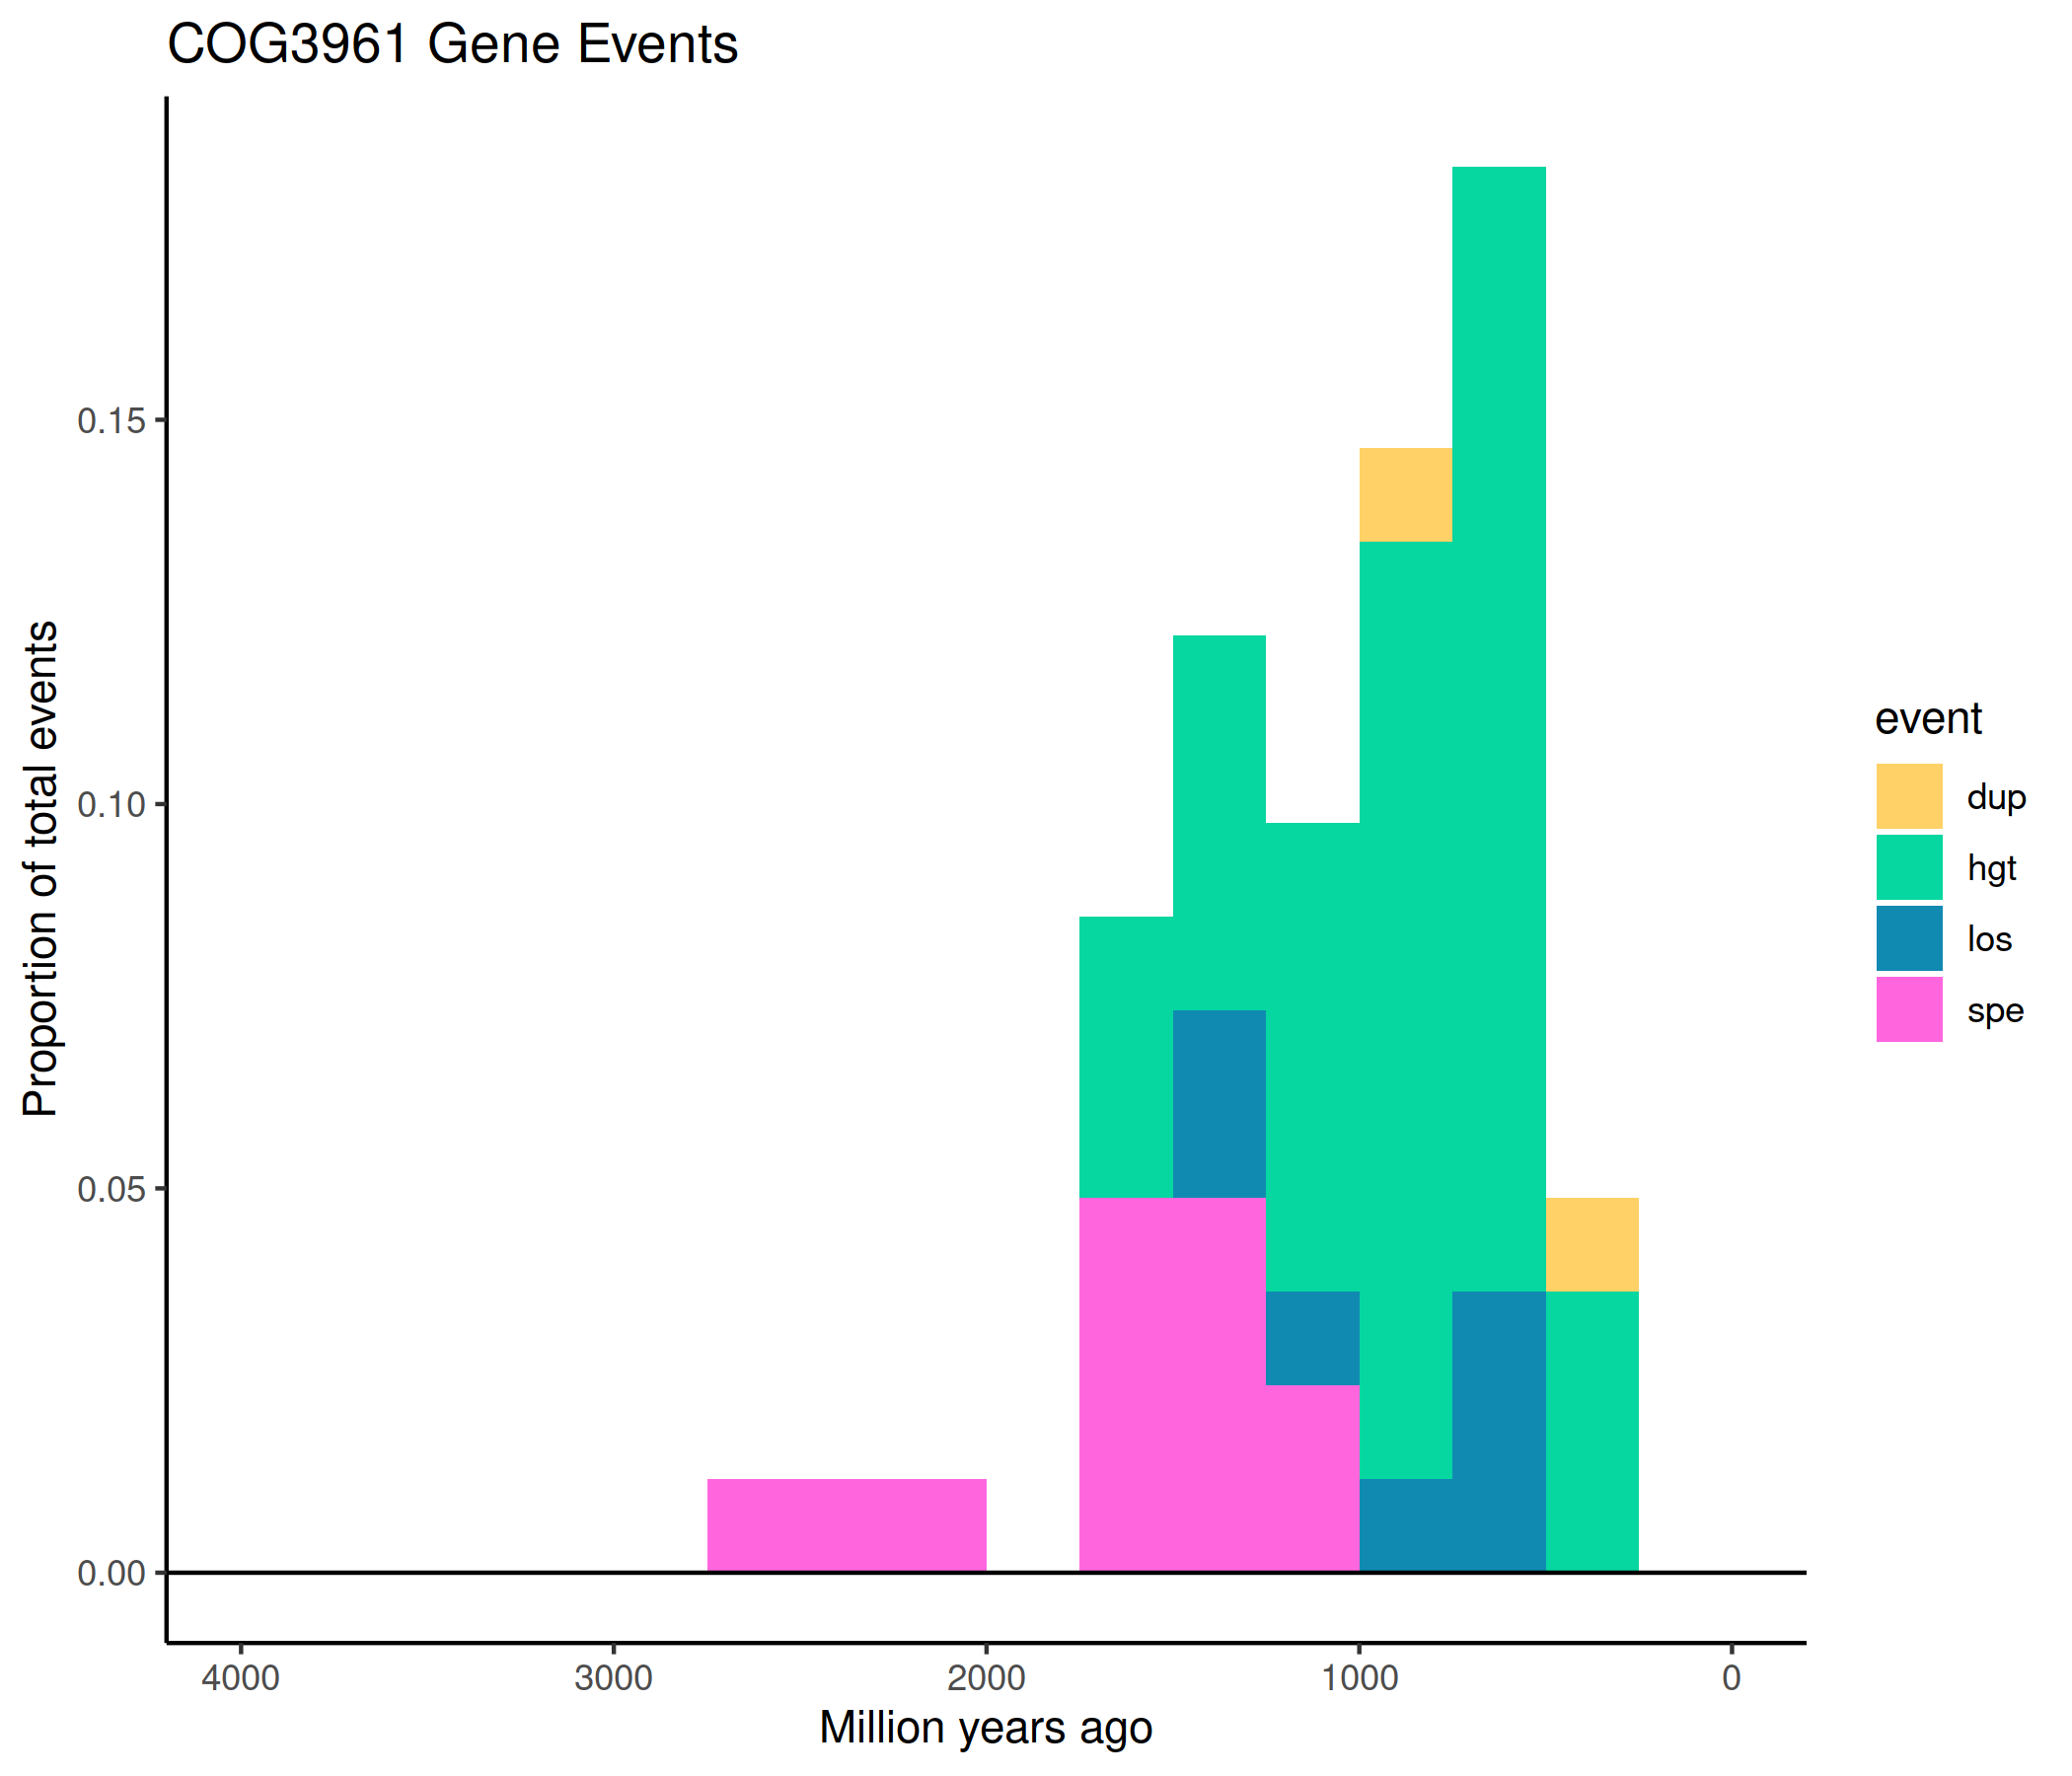 COG3961 Gene Events
Proportion of total events
0.15
0.10
0.05
0.00
4000 3000 2000 1000 0
Million years ago
event
dup
hgt
los
spe